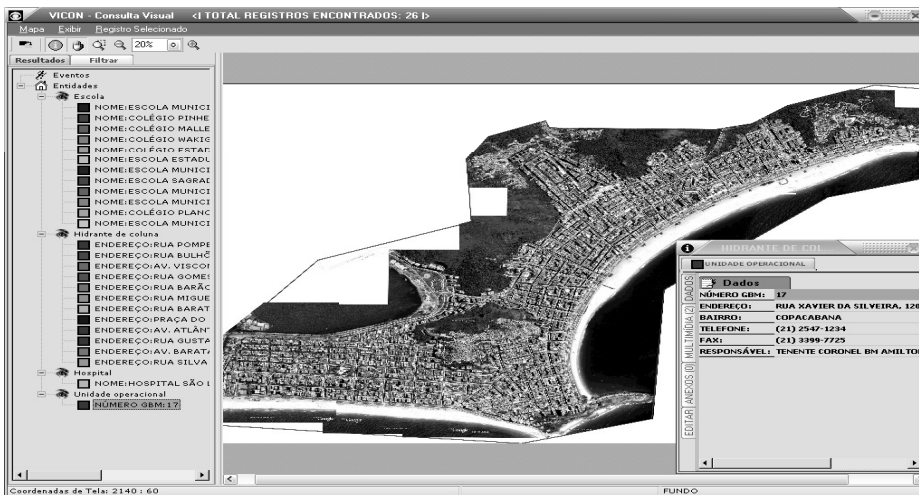 VICON - Consulta Visual <| TOTAL REGISTROS ENCONTRADOS: 26 |>
Mapa Exibir Registro Selecionado
20%
Resultados Filtrar
Eventos
Entidades
Escola
NOME:ESCOLA MUNICI
NOME:COLÉGIO PINHE
NOME:COLÉGIO MALLE
NOME:COLÉGIO WAKIG
NOME:COLÉGIO ESTAD
NOME:ESCOLA ESTADU
NOME:ESCOLA MUNICI
NOME:ESCOLA SAGRAD
NOME:ESCOLA MUNICI
NOME:ESCOLA MUNICI
NOME:COLÉGIO PLANC
NOME:ESCOLA MUNICI
Hidrante de coluna
ENDEREÇO:RUA POMPE
ENDEREÇO:RUA BULHÕ
ENDEREÇO:AV. VISCON
ENDEREÇO:RUA GOMES
ENDEREÇO:RUA BARÃO
ENDEREÇO:RUA MIGUE
ENDEREÇO:RUA BARAT
ENDEREÇO:PRAÇA DO
ENDEREÇO:AV. ATLÂN
ENDEREÇO:RUA GUSTA
ENDEREÇO:AV. BARATA
ENDEREÇO:RUA SILVA
Hospital
NOME:HOSPITAL SÃO L
Unidade operacional
NÚMERO GBM:17
HIDRANTE DE COL
UNIDADE OPERACIONAL
Dados
NÚMERO GBM: 17
ENDEREÇO: RUA XAVIER DA SILVEIRA, 120
BAIRRO: COPACABANA
TELEFONE: (21) 2547-1234
FAX: (21) 3399-7725
RESPONSÁVEL: TENENTE CORONEL BM AMILTON
DADOS
MULTIMÍDIA (2)
ANEXOS (0)
EDITAR
Google
Coordenadas de Tela: 2140 : 60
FUNDO